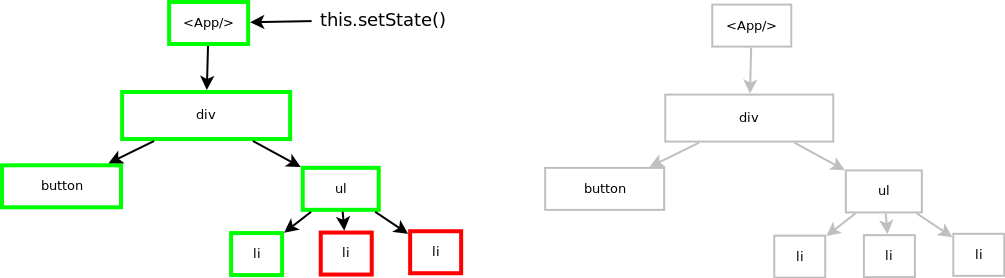 <App/>
this.setState()
div
button
ul
li
li
li
<App/>
div
button
ul
li
li
li